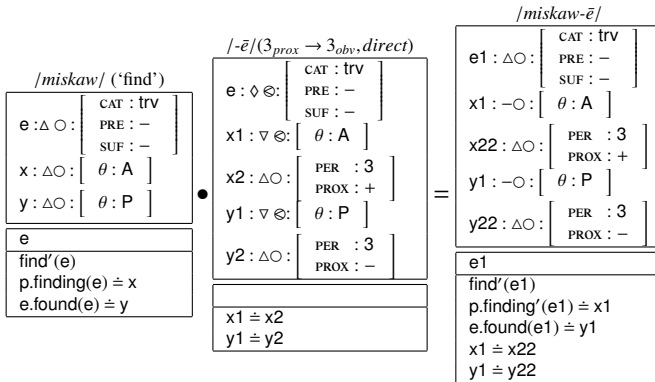 /miskaw/ (‘find’)
e : △ ○ : [ CAT : trv
PRE : −
SUF : − ]
x : △○ : [ θ : A ]
y : △○ : [ θ : P ]
e
find′(e)
p.finding(e) ≐ x
e.found(e) ≐ y
•
/-ē/(3prox → 3obv, direct)
e : ◊ ⧀: [ CAT : trv
PRE : −
SUF : − ]
x1 : ▽ ⧀: [ θ : A ]
x2 : △○ : [ PER : 3
PROX : + ]
y1 : ▽ ⧀: [ θ : P ]
y2 : △○ : [ PER : 3
PROX : − ]
x1 ≐ x2
y1 ≐ y2
=
/miskaw-ē/
e1 : △○ : [ CAT : trv
PRE : −
SUF : − ]
x1 : −○ : [ θ : A ]
x22 : △○ : [ PER : 3
PROX : + ]
y1 : −○ : [ θ : P ]
y22 : △○ : [ PER : 3
PROX : − ]
e1
find′(e1)
p.finding′(e1) ≐ x1
e.found(e1) ≐ y1
x1 ≐ x22
y1 ≐ y22